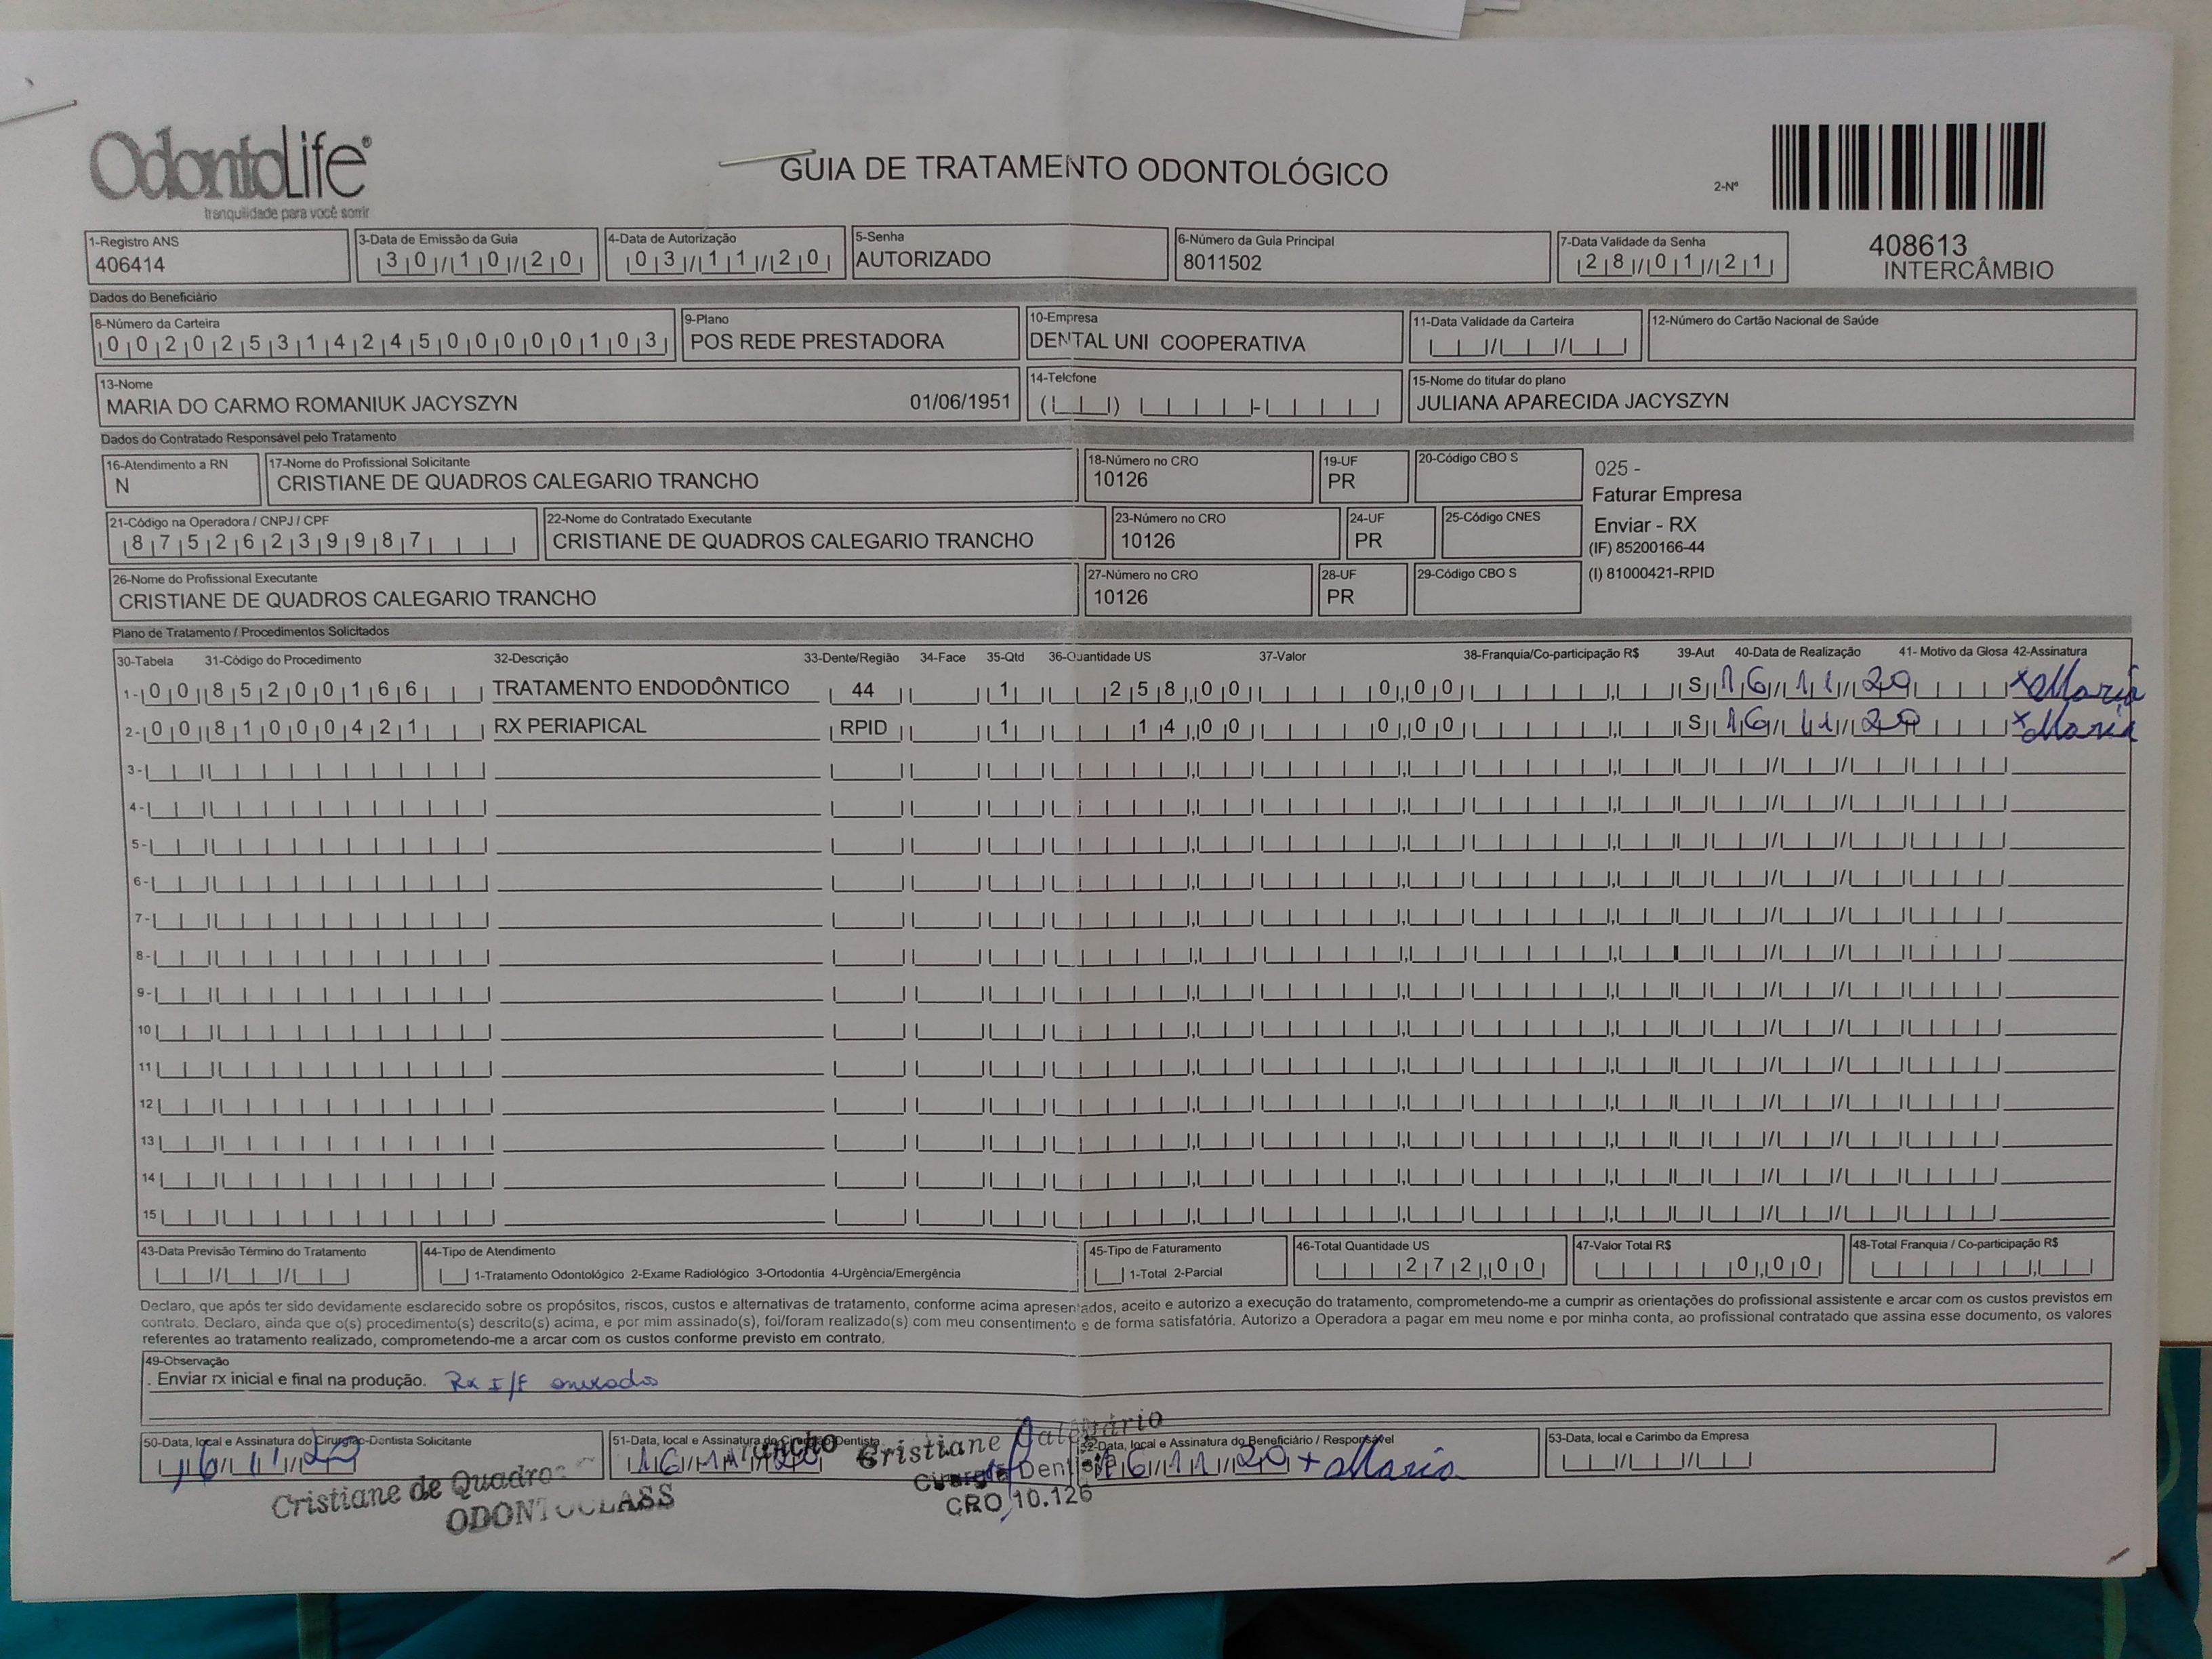 OdontoLife®
tranquilidade para você sorrir
GUIA DE TRATAMENTO ODONTOLÓGICO
2-Nº
408613
INTERCÂMBIO
1-Registro ANS
406414
3-Data de Emissão da Guia
30/10/20
4-Data de Autorização
03/11/20
5-Senha
AUTORIZADO
6-Número da Guia Principal
8011502
7-Data Validade da Senha
28/01/21
Dados do Beneficiário
8-Número da Carteira
00202531424500000103
9-Plano
POS REDE PRESTADORA
10-Empresa
DENTAL UNI COOPERATIVA
11-Data Validade da Carteira
12-Número do Cartão Nacional de Saúde
13-Nome
MARIA DO CARMO ROMANIUK JACYSZYN 01/06/1951
14-Telefone
15-Nome do titular do plano
JULIANA APARECIDA JACYSZYN
Dados do Contratado Responsável pelo Tratamento
16-Atendimento a RN
N
17-Nome do Profissional Solicitante
CRISTIANE DE QUADROS CALEGARIO TRANCHO
18-Número no CRO
10126
19-UF
PR
20-Código CBO S
025 -
Faturar Empresa
Enviar - RX
(IF) 85200166-44
(I) 81000421-RPID
21-Código na Operadora / CNPJ / CPF
87526239987
22-Nome do Contratado Executante
CRISTIANE DE QUADROS CALEGARIO TRANCHO
23-Número no CRO
10126
24-UF
PR
25-Código CNES
26-Nome do Profissional Executante
CRISTIANE DE QUADROS CALEGARIO TRANCHO
27-Número no CRO
10126
28-UF
PR
29-Código CBO S
Plano de Tratamento / Procedimentos Solicitados
30-Tabela 31-Código do Procedimento 32-Descrição 33-Dente/Região 34-Face 35-Qtd 36-Quantidade US 37-Valor 38-Franquia/Co-participação R$ 39-Aut 40-Data de Realização 41- Motivo da Glosa 42-Assinatura
1- 00 85200166 TRATAMENTO ENDODÔNTICO 44 1 258,00 0,00 S 16/11/20 x Maria
2- 00 81000421 RX PERIAPICAL RPID 1 14,00 0,00 S 16/11/20 x Maria
3-
4-
5-
6-
7-
8-
9-
10
11
12
13
14
15
43-Data Previsão Término do Tratamento
44-Tipo de Atendimento
1-Tratamento Odontológico 2-Exame Radiológico 3-Ortodontia 4-Urgência/Emergência
45-Tipo de Faturamento
1-Total 2-Parcial
46-Total Quantidade US
272,00
47-Valor Total R$
0,00
48-Total Franquia / Co-participação R$
Declaro, que após ter sido devidamente esclarecido sobre os propósitos, riscos, custos e alternativas de tratamento, conforme acima apresentados, aceito e autorizo a execução do tratamento, comprometendo-me a cumprir as orientações do profissional assistente e arcar com os custos previstos em
contrato. Declaro, ainda que o(s) procedimento(s) descrito(s) acima, e por mim assinado(s), foi/foram realizado(s) com meu consentimento e de forma satisfatória. Autorizo a Operadora a pagar em meu nome e por minha conta, ao profissional contratado que assina esse documento, os valores
referentes ao tratamento realizado, comprometendo-me a arcar com os custos conforme previsto em contrato.
49-Observação
. Enviar rx inicial e final na produção. Rx I/F anexados
50-Data, local e Assinatura do Cirurgião-Dentista Solicitante
16/11/20
51-Data, local e Assinatura do Cirurgião-Dentista
16/11/20
52-Data, local e Assinatura do Beneficiário / Responsável
16/11/20 + Maria
53-Data, local e Carimbo da Empresa
Cristiane de Quadros
ODONTOCLASS
Cristiane Calegário
Cirurgiã Dentista
CRO 10.126